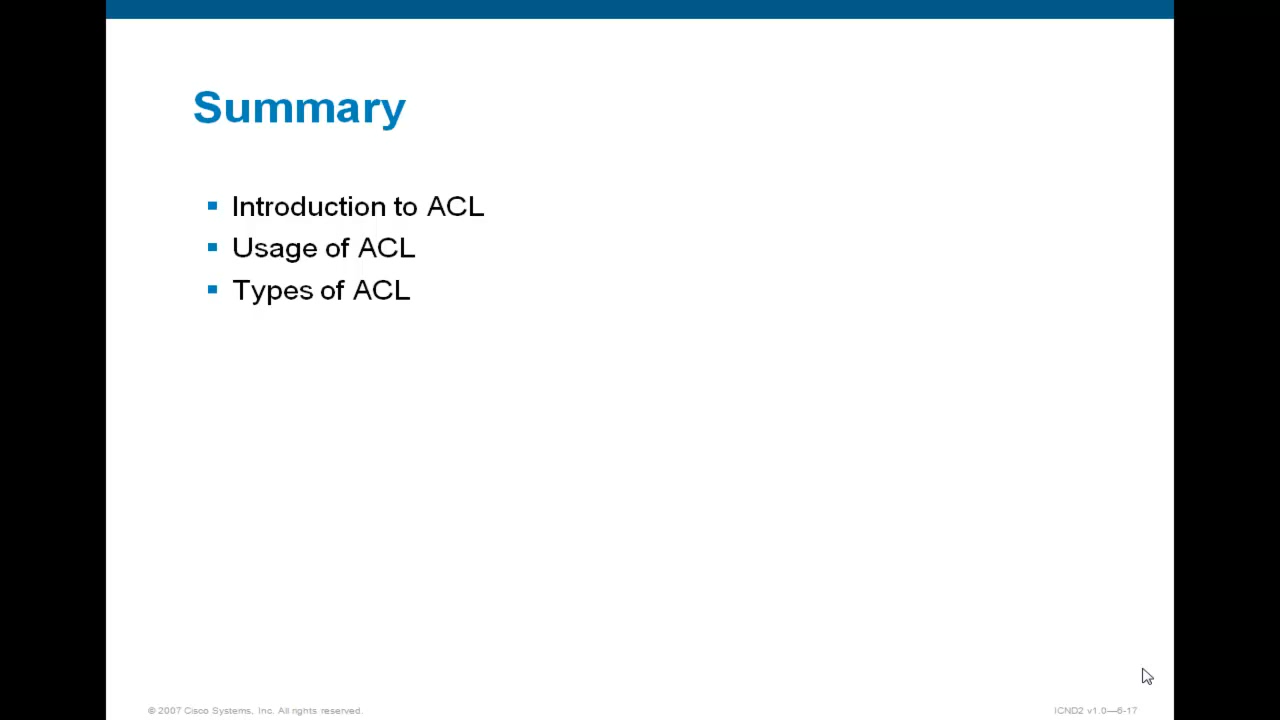 Summary
Introduction to ACL
Usage of ACL
Types of ACL
© 2007 Cisco Systems, Inc. All rights reserved.
ICND2 v1.0—6-17